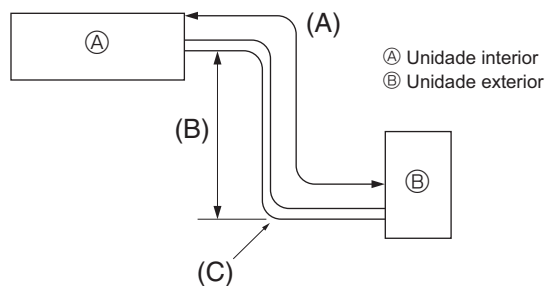 (A)
Ⓐ
Ⓐ Unidade interior
Ⓑ Unidade exterior
(B)
Ⓑ
(C)